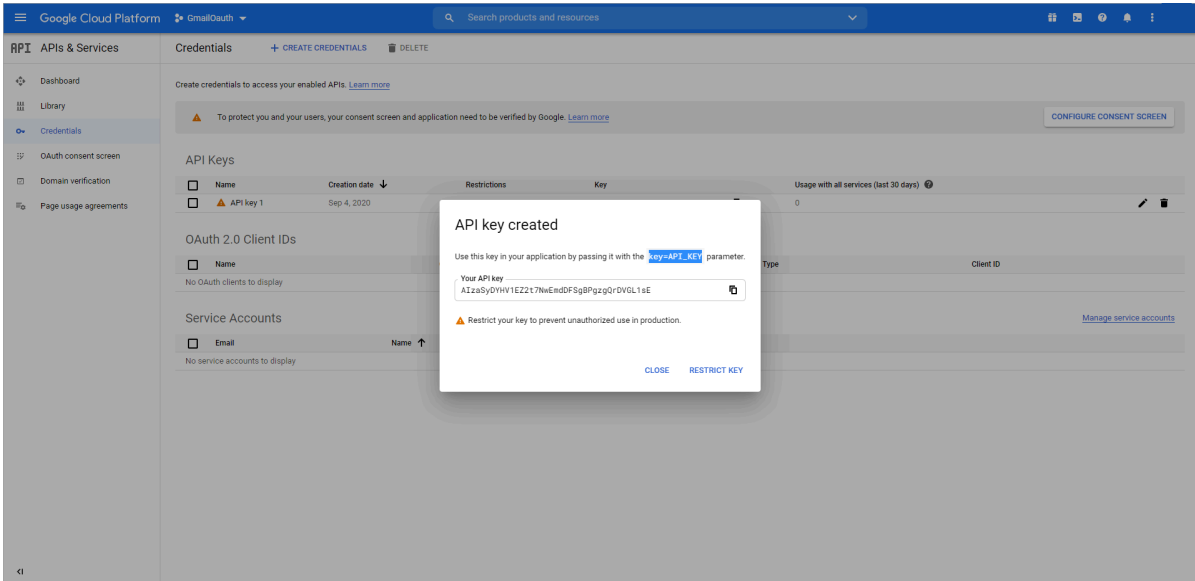 Google Cloud Platform GmailOauth Search products and resources
API APIs & Services Credentials CREATE CREDENTIALS DELETE
Dashboard
Library
Credentials
OAuth consent screen
Domain verification
Page usage agreements
Create credentials to access your enabled APIs. Learn more
To protect you and your users, your consent screen and application need to be verified by Google. Learn more CONFIGURE CONSENT SCREEN
API Keys
Name Creation date Restrictions Key Usage with all services (last 30 days)
API key 1 Sep 4, 2020 0
OAuth 2.0 Client IDs
Name Type Client ID
No OAuth clients to display
Service Accounts Manage service accounts
Email Name
No service accounts to display
API key created
Use this key in your application by passing it with the key=API_KEY parameter.
Your API key
AIzaSyDYHV1EZ2t7NwEmdDFSgBPgzgQrDVGL1sE
Restrict your key to prevent unauthorized use in production.
CLOSE RESTRICT KEY